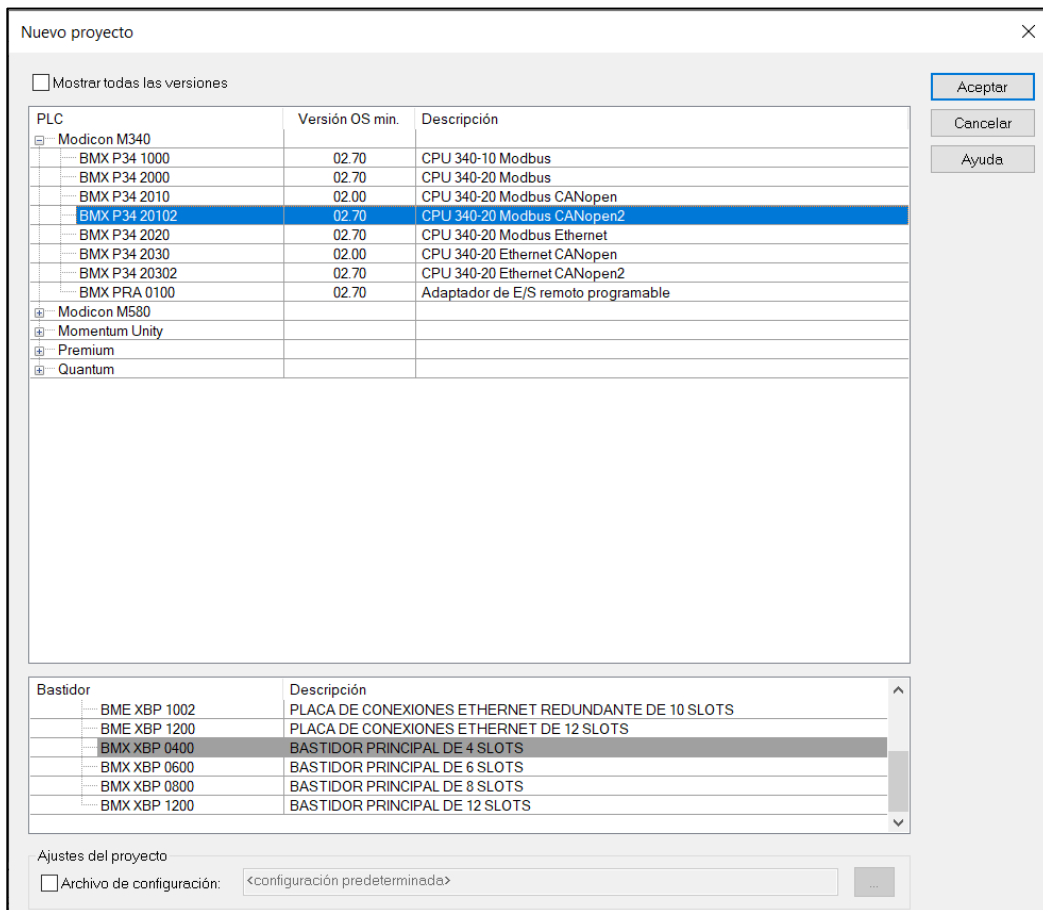 Nuevo proyecto
Mostrar todas las versiones
Aceptar
Cancelar
Ayuda
PLC Versión OS min. Descripción
Modicon M340
BMX P34 1000 02.70 CPU 340-10 Modbus
BMX P34 2000 02.70 CPU 340-20 Modbus
BMX P34 2010 02.00 CPU 340-20 Modbus CANopen
BMX P34 20102 02.70 CPU 340-20 Modbus CANopen2
BMX P34 2020 02.70 CPU 340-20 Modbus Ethernet
BMX P34 2030 02.00 CPU 340-20 Ethernet CANopen
BMX P34 20302 02.70 CPU 340-20 Ethernet CANopen2
BMX PRA 0100 02.70 Adaptador de E/S remoto programable
Modicon M580
Momentum Unity
Premium
Quantum
Bastidor Descripción
BME XBP 1002 PLACA DE CONEXIONES ETHERNET REDUNDANTE DE 10 SLOTS
BME XBP 1200 PLACA DE CONEXIONES ETHERNET DE 12 SLOTS
BMX XBP 0400 BASTIDOR PRINCIPAL DE 4 SLOTS
BMX XBP 0600 BASTIDOR PRINCIPAL DE 6 SLOTS
BMX XBP 0800 BASTIDOR PRINCIPAL DE 8 SLOTS
BMX XBP 1200 BASTIDOR PRINCIPAL DE 12 SLOTS
Ajustes del proyecto
Archivo de configuración: <configuración predeterminada> ...